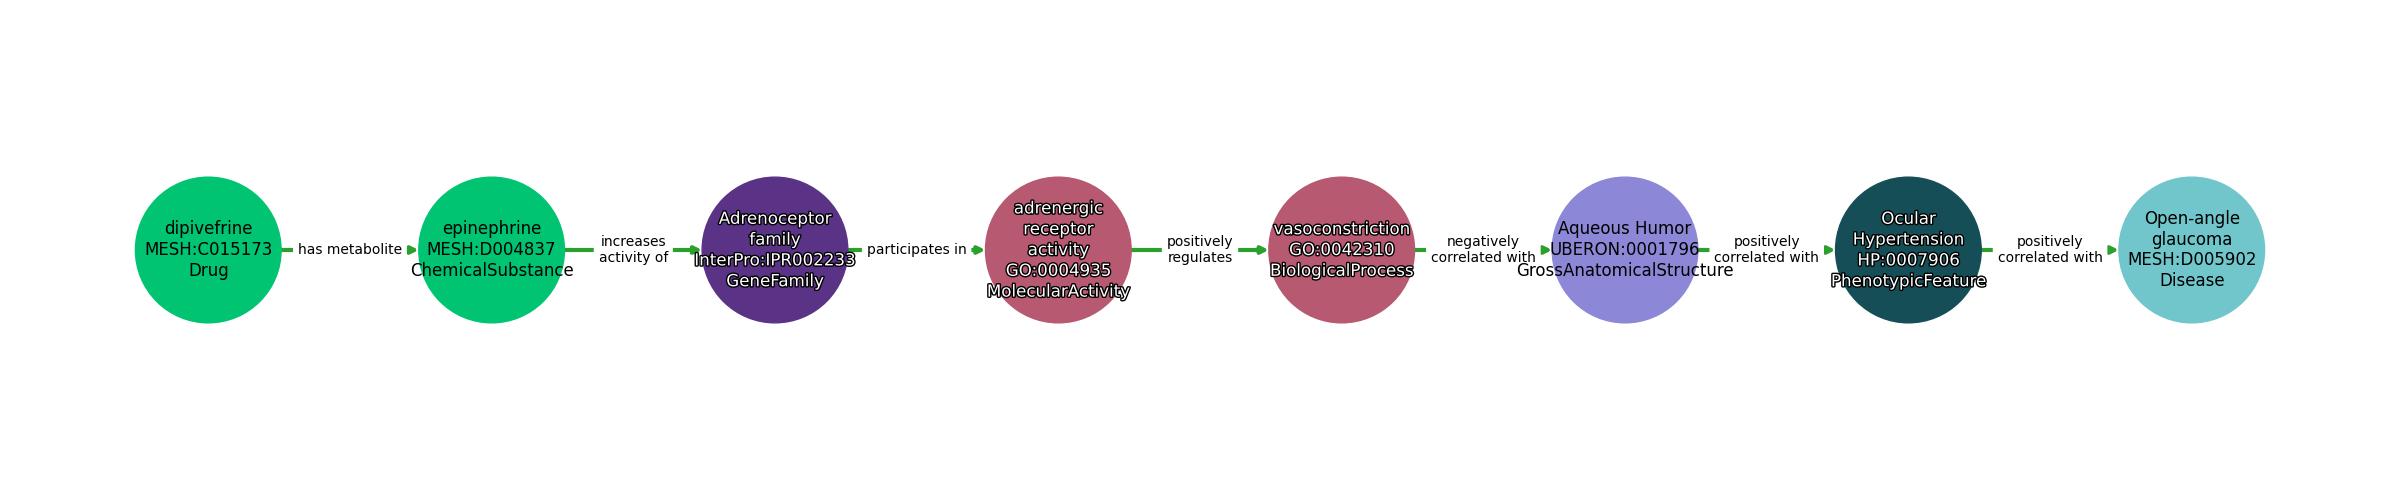 dipivefrine
MESH:C015173
Drug
has metabolite
epinephrine
MESH:D004837
ChemicalSubstance
increases
activity of
Adrenoceptor
family
InterPro:IPR002233
GeneFamily
participates in
adrenergic
receptor
activity
GO:0004935
MolecularActivity
positively
regulates
vasoconstriction
GO:0042310
BiologicalProcess
negatively
correlated with
Aqueous Humor
UBERON:0001796
GrossAnatomicalStructure
positively
correlated with
Ocular
Hypertension
HP:0007906
PhenotypicFeature
positively
correlated with
Open-angle
glaucoma
MESH:D005902
Disease